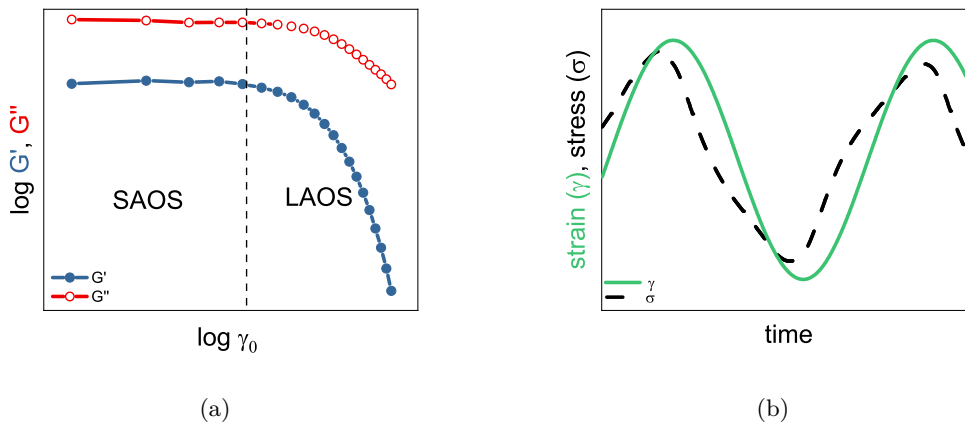 log G', G"
SAOS
LAOS
G'
G"
log γ₀
(a)
strain (γ), stress (σ)
γ
σ
time
(b)